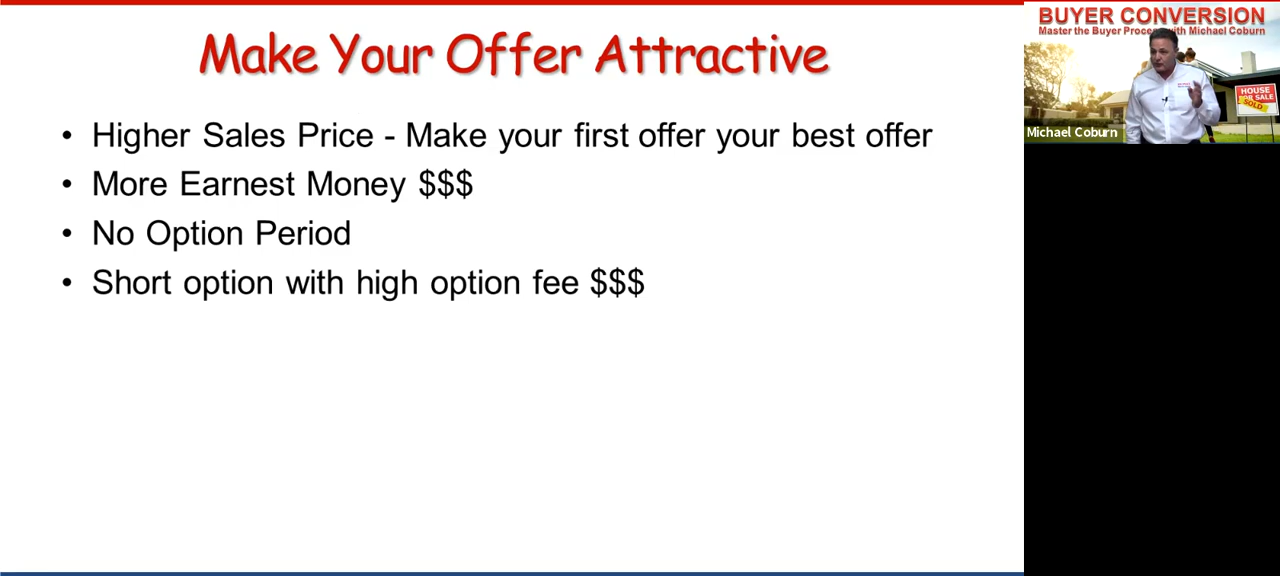 Make Your Offer Attractive
• Higher Sales Price - Make your first offer your best offer
• More Earnest Money $$$
• No Option Period
• Short option with high option fee $$$
BUYER CONVERSION
Master the Buyer Process with Michael Coburn
HOUSE
FOR SALE
SOLD
Michael Coburn